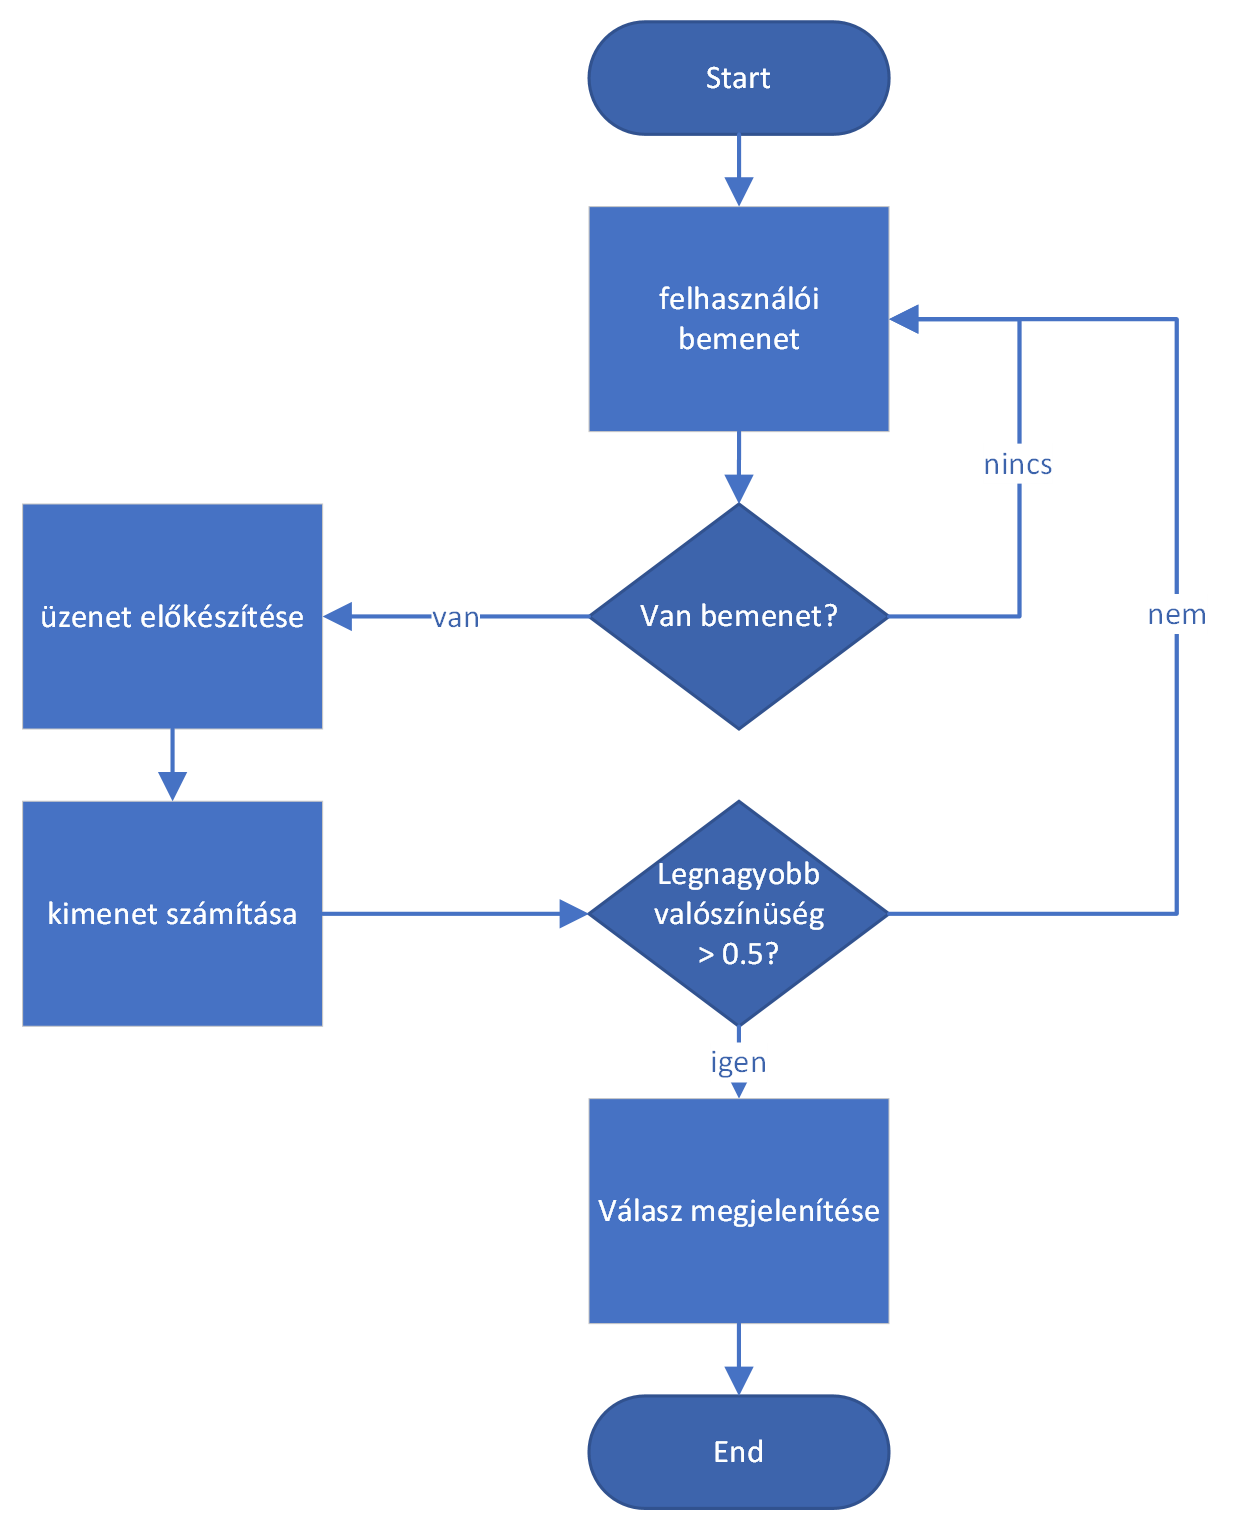 Start
felhasználói
bemenet
nincs
üzenet előkészítése
van
Van bemenet?
nem
kimenet számítása
Legnagyobb
valószínüség
> 0.5?
igen
Válasz megjelenítése
End